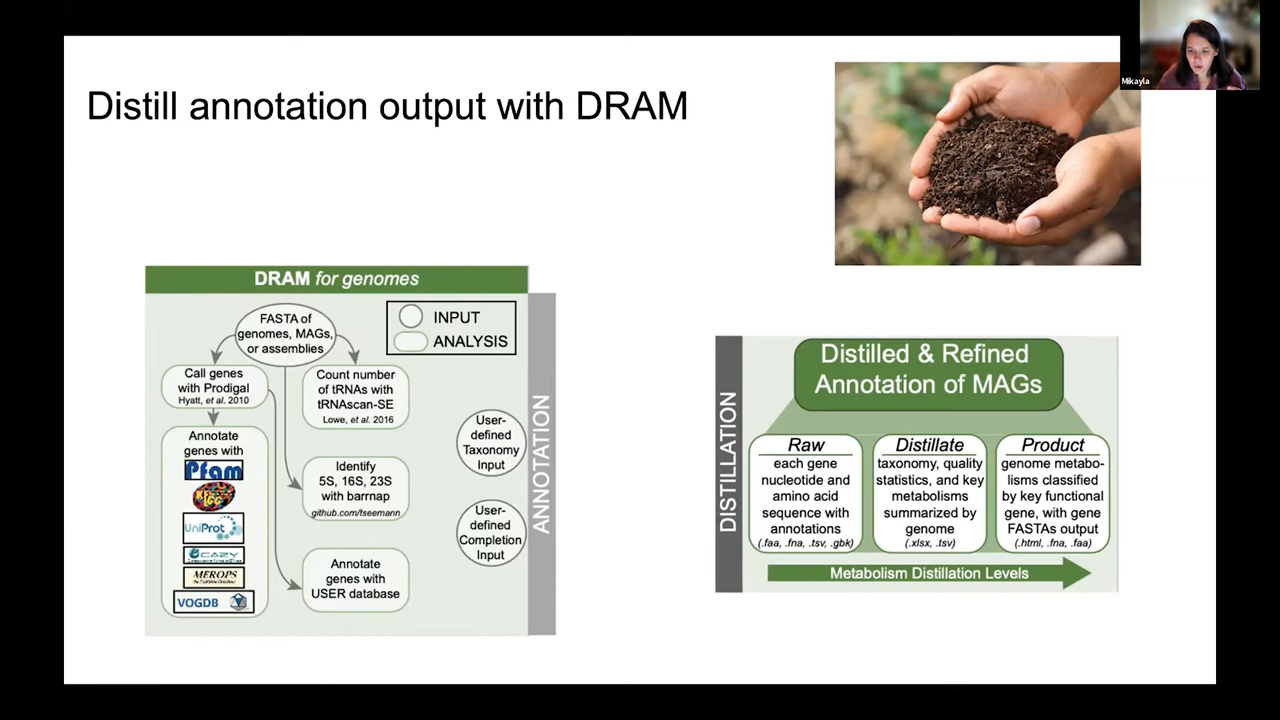 Mikayla
Distill annotation output with DRAM
DRAM for genomes
FASTA of
genomes, MAGs,
or assemblies
INPUT
ANALYSIS
Call genes
with Prodigal
Hyatt, et al. 2010
Count number
of tRNAs with
tRNAscan-SE
Lowe, et al. 2016
Annotate
genes with
Pfam
KEGG
UniProt
CAZY
MEROPS
VOGDB
Identify
5S, 16S, 23S
with barrnap
github.com/tseemann
Annotate
genes with
USER database
User-
defined
Taxonomy
Input
User-
defined
Completion
Input
ANNOTATION
DISTILLATION
Distilled & Refined
Annotation of MAGs
Raw
each gene
nucleotide and
amino acid
sequence with
annotations
(.faa, .fna, .tsv, .gbk)
Distillate
taxonomy, quality
statistics, and key
metabolisms
summarized by
genome
(.xlsx, .tsv)
Product
genome metabo-
lisms classified
by key functional
gene, with gene
FASTAs output
(.html, .fna, .faa)
Metabolism Distillation Levels